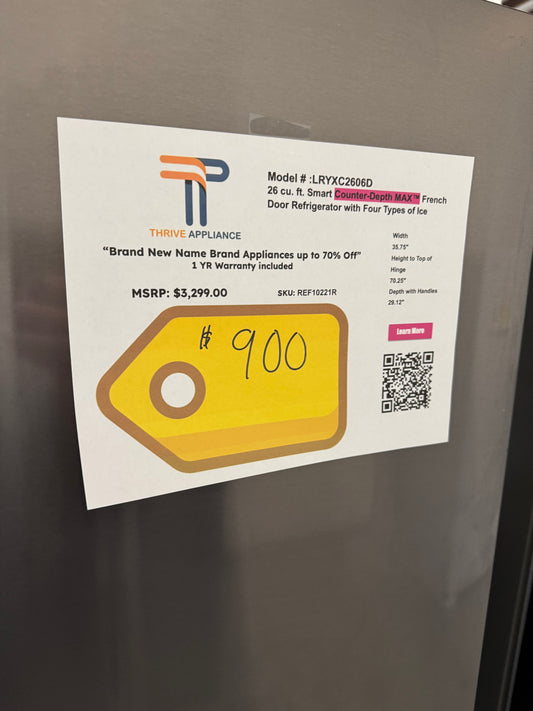 THRIVE APPLIANCE
Model # :LRYXC2606D
26 cu. ft. Smart Counter-Depth MAX™ French
Door Refrigerator with Four Types of Ice
“Brand New Name Brand Appliances up to 70% Off”
1 YR Warranty included
MSRP: $3,299.00
SKU: REF10221R
Width
35.75"
Height to Top of
Hinge
70.25"
Depth with Handles
29.12"
Learn More
$ 900